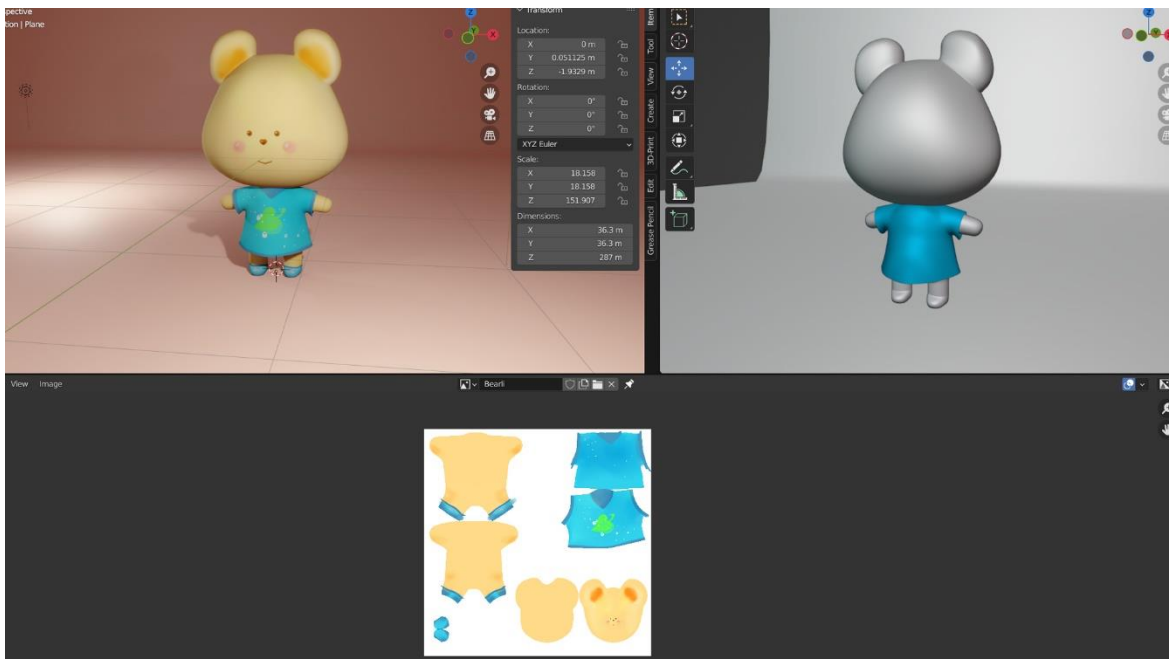 pective
tion | Plane
Transform
Location:
X 0 m
Y 0.051125 m
Z -1.9329 m
Rotation:
X 0°
Y 0°
Z 0°
XYZ Euler
Scale:
X 18.158
Y 18.158
Z 151.907
Dimensions:
X 36.3 m
Y 36.3 m
Z 287 m
Item
Tool
View
Create
3D-Print
Edit
Grease Pencil
Z
X
Z
View Image
Bearli